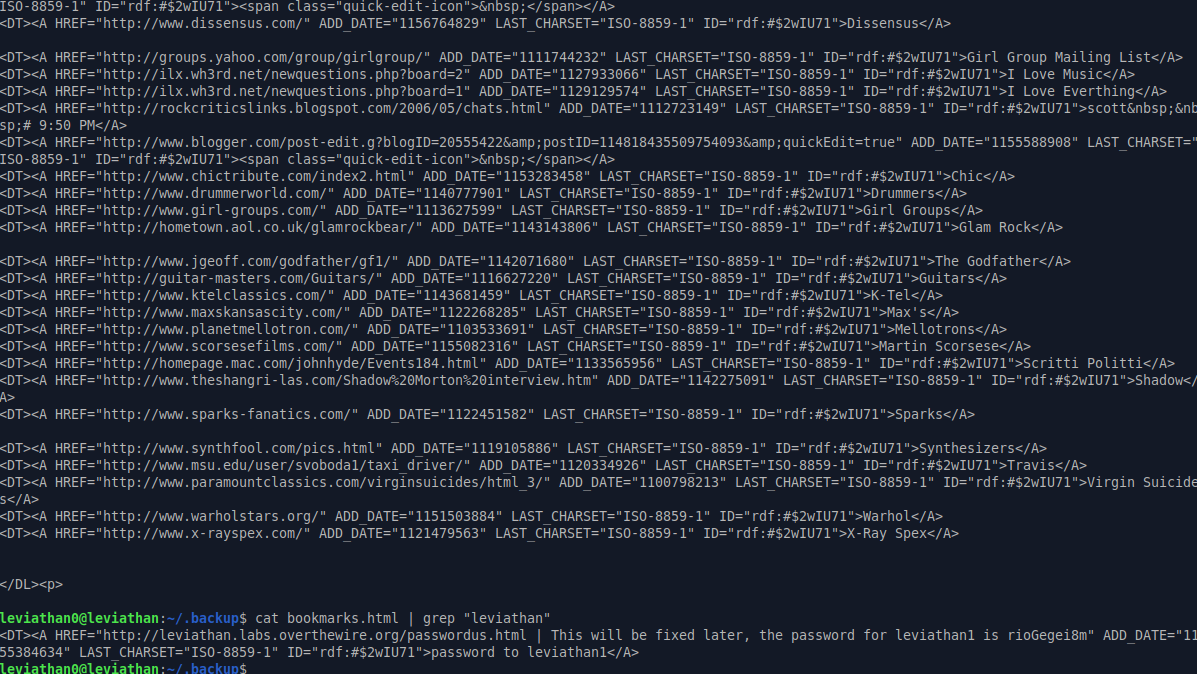 ISO-8859-1" ID="rdf:#$2wIU71"><span class="quick-edit-icon">&nbsp;</span></A>
<DT><A HREF="http://www.dissensus.com/" ADD_DATE="1156764829" LAST_CHARSET="ISO-8859-1" ID="rdf:#$2wIU71">Dissensus</A>
<DT><A HREF="http://groups.yahoo.com/group/girlgroup/" ADD_DATE="1111744232" LAST_CHARSET="ISO-8859-1" ID="rdf:#$2wIU71">Girl Group Mailing List</A>
<DT><A HREF="http://ilx.wh3rd.net/newquestions.php?board=2" ADD_DATE="1127933066" LAST_CHARSET="ISO-8859-1" ID="rdf:#$2wIU71">I Love Music</A>
<DT><A HREF="http://ilx.wh3rd.net/newquestions.php?board=1" ADD_DATE="1129129574" LAST_CHARSET="ISO-8859-1" ID="rdf:#$2wIU71">I Love Everthing</A>
<DT><A HREF="http://rockcriticslinks.blogspot.com/2006/05/chats.html" ADD_DATE="1112723149" LAST_CHARSET="ISO-8859-1" ID="rdf:#$2wIU71">scott&nbsp;&nb
sp;# 9:50 PM</A>
<DT><A HREF="http://www.blogger.com/post-edit.g?blogID=20555422&amp;postID=114818435509754093&amp;quickEdit=true" ADD_DATE="1155588908" LAST_CHARSET="
ISO-8859-1" ID="rdf:#$2wIU71"><span class="quick-edit-icon">&nbsp;</span></A>
<DT><A HREF="http://www.chictribute.com/index2.html" ADD_DATE="1153283458" LAST_CHARSET="ISO-8859-1" ID="rdf:#$2wIU71">Chic</A>
<DT><A HREF="http://www.drummerworld.com/" ADD_DATE="1140777901" LAST_CHARSET="ISO-8859-1" ID="rdf:#$2wIU71">Drummers</A>
<DT><A HREF="http://www.girl-groups.com/" ADD_DATE="1113627599" LAST_CHARSET="ISO-8859-1" ID="rdf:#$2wIU71">Girl Groups</A>
<DT><A HREF="http://hometown.aol.co.uk/glamrockbear/" ADD_DATE="1143143806" LAST_CHARSET="ISO-8859-1" ID="rdf:#$2wIU71">Glam Rock</A>
<DT><A HREF="http://www.jgeoff.com/godfather/gf1/" ADD_DATE="1142071680" LAST_CHARSET="ISO-8859-1" ID="rdf:#$2wIU71">The Godfather</A>
<DT><A HREF="http://guitar-masters.com/Guitars/" ADD_DATE="1116627220" LAST_CHARSET="ISO-8859-1" ID="rdf:#$2wIU71">Guitars</A>
<DT><A HREF="http://www.ktelclassics.com/" ADD_DATE="1143681459" LAST_CHARSET="ISO-8859-1" ID="rdf:#$2wIU71">K-Tel</A>
<DT><A HREF="http://www.maxskansascity.com/" ADD_DATE="1122268285" LAST_CHARSET="ISO-8859-1" ID="rdf:#$2wIU71">Max's</A>
<DT><A HREF="http://www.planetmellotron.com/" ADD_DATE="1103533691" LAST_CHARSET="ISO-8859-1" ID="rdf:#$2wIU71">Mellotrons</A>
<DT><A HREF="http://www.scorsesefilms.com/" ADD_DATE="1155082316" LAST_CHARSET="ISO-8859-1" ID="rdf:#$2wIU71">Martin Scorsese</A>
<DT><A HREF="http://homepage.mac.com/johnhyde/Events184.html" ADD_DATE="1133565956" LAST_CHARSET="ISO-8859-1" ID="rdf:#$2wIU71">Scritti Politti</A>
<DT><A HREF="http://www.theshangri-las.com/Shadow%20Morton%20interview.htm" ADD_DATE="1142275091" LAST_CHARSET="ISO-8859-1" ID="rdf:#$2wIU71">Shadow</
A>
<DT><A HREF="http://www.sparks-fanatics.com/" ADD_DATE="1122451582" LAST_CHARSET="ISO-8859-1" ID="rdf:#$2wIU71">Sparks</A>
<DT><A HREF="http://www.synthfool.com/pics.html" ADD_DATE="1119105886" LAST_CHARSET="ISO-8859-1" ID="rdf:#$2wIU71">Synthesizers</A>
<DT><A HREF="http://www.msu.edu/user/svoboda1/taxi_driver/" ADD_DATE="1120334926" LAST_CHARSET="ISO-8859-1" ID="rdf:#$2wIU71">Travis</A>
<DT><A HREF="http://www.paramountclassics.com/virginsuicides/html_3/" ADD_DATE="1100798213" LAST_CHARSET="ISO-8859-1" ID="rdf:#$2wIU71">Virgin Suicide
s</A>
<DT><A HREF="http://www.warholstars.org/" ADD_DATE="1151503884" LAST_CHARSET="ISO-8859-1" ID="rdf:#$2wIU71">Warhol</A>
<DT><A HREF="http://www.x-rayspex.com/" ADD_DATE="1121479563" LAST_CHARSET="ISO-8859-1" ID="rdf:#$2wIU71">X-Ray Spex</A>
</DL><p>
leviathan0@leviathan:~/.backup$ cat bookmarks.html | grep "leviathan"
<DT><A HREF="http://leviathan.labs.overthewire.org/passwordus.html | This will be fixed later, the password for leviathan1 is rioGegei8m" ADD_DATE="11
55384634" LAST_CHARSET="ISO-8859-1" ID="rdf:#$2wIU71">password to leviathan1</A>
leviathan0@leviathan:~/.backup$